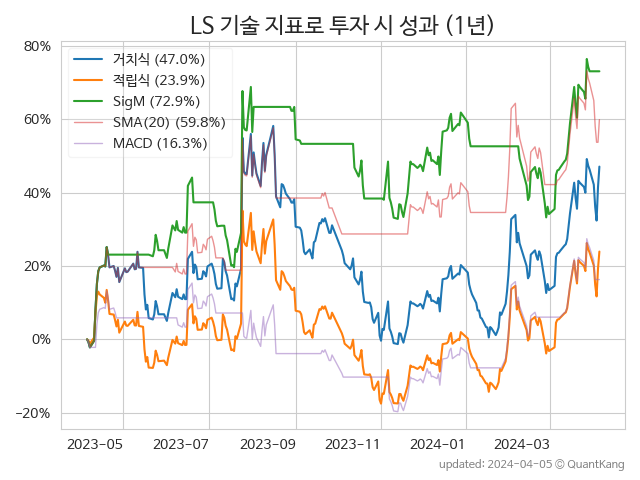 LS 기술 지표로 투자 시 성과 (1년)
80%
60%
40%
20%
0%
−20%
거치식 (47.0%)
적립식 (23.9%)
SigM (72.9%)
SMA(20) (59.8%)
MACD (16.3%)
2023-05 2023-07 2023-09 2023-11 2024-01 2024-03
updated: 2024-04-05 © QuantKang